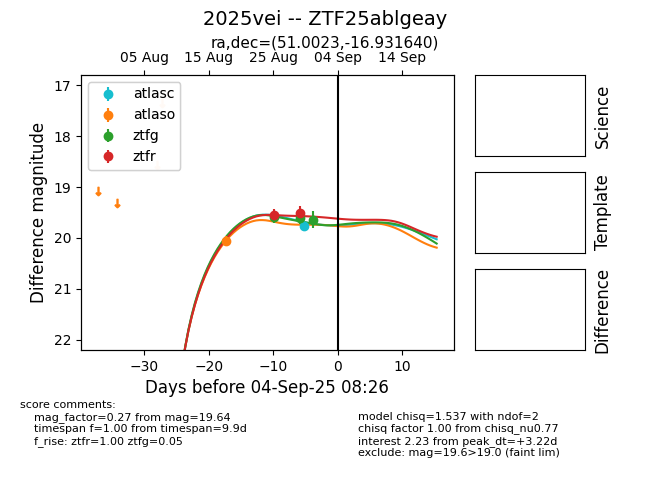 2025vei -- ZTF25ablgeay
ra,dec=(51.0023,-16.931640)
05 Aug 15 Aug 25 Aug 04 Sep 14 Sep
atlasc
atlaso
ztfg
ztfr
Difference magnitude
17
18
19
20
21
22
−30 −20 −10 0 10
Days before 04-Sep-25 08:26
Science
Template
Difference
score comments:
mag_factor=0.27 from mag=19.64
timespan f=1.00 from timespan=9.9d
f_rise: ztfr=1.00 ztfg=0.05
model chisq=1.537 with ndof=2
chisq factor 1.00 from chisq_nu0.77
interest 2.23 from peak_dt=+3.22d
exclude: mag=19.6>19.0 (faint lim)